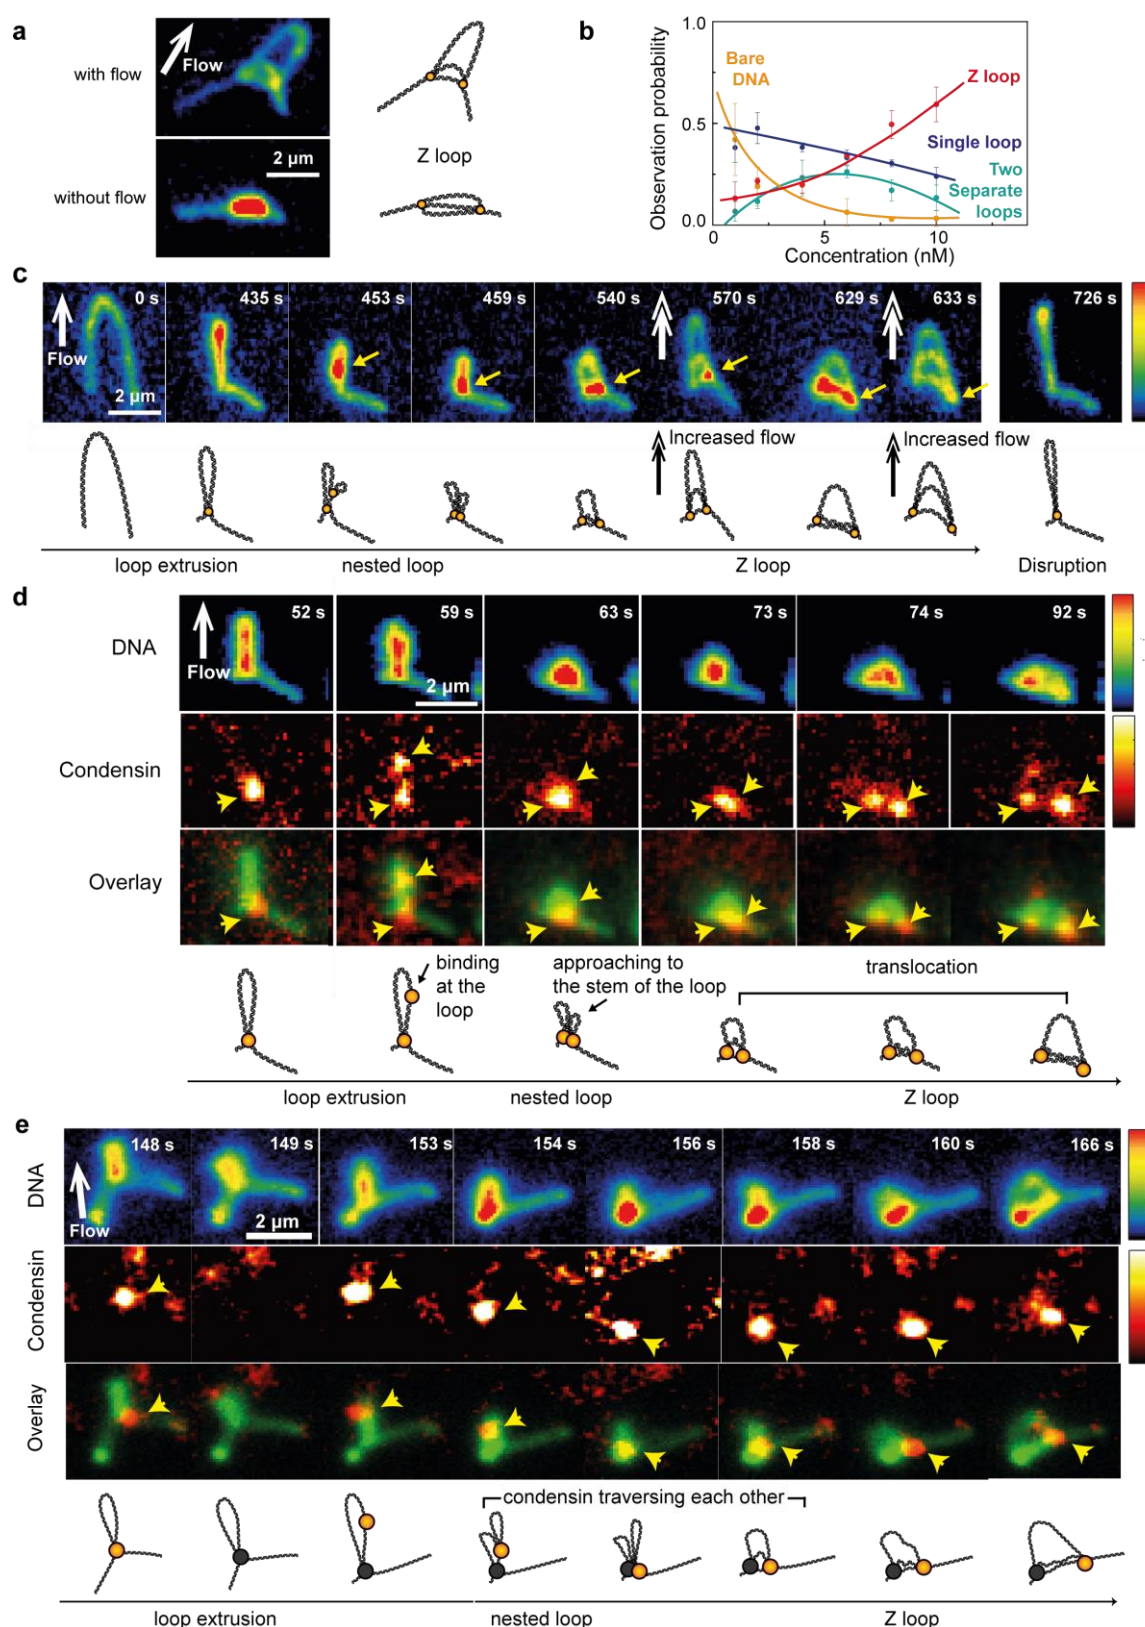 a
with flow
Flow
Z loop
without flow
2 µm
b
Observation probability
1.0
0.5
0.0
0
5
10
Concentration (nM)
Bare
DNA
Z loop
Single loop
Two
Separate
loops
c
0 s
435 s
453 s
459 s
540 s
570 s
629 s
633 s
726 s
Flow
2 µm
Increased flow
Increased flow
loop extrusion
nested loop
Z loop
Disruption
d
DNA
52 s
59 s
63 s
73 s
74 s
92 s
Flow
2 µm
Condensin
Overlay
binding
at the
loop
approaching to
the stem of the loop
translocation
loop extrusion
nested loop
Z loop
e
DNA
148 s
149 s
153 s
154 s
156 s
158 s
160 s
166 s
Flow
2 µm
Condensin
Overlay
condensin traversing each other
loop extrusion
nested loop
Z loop